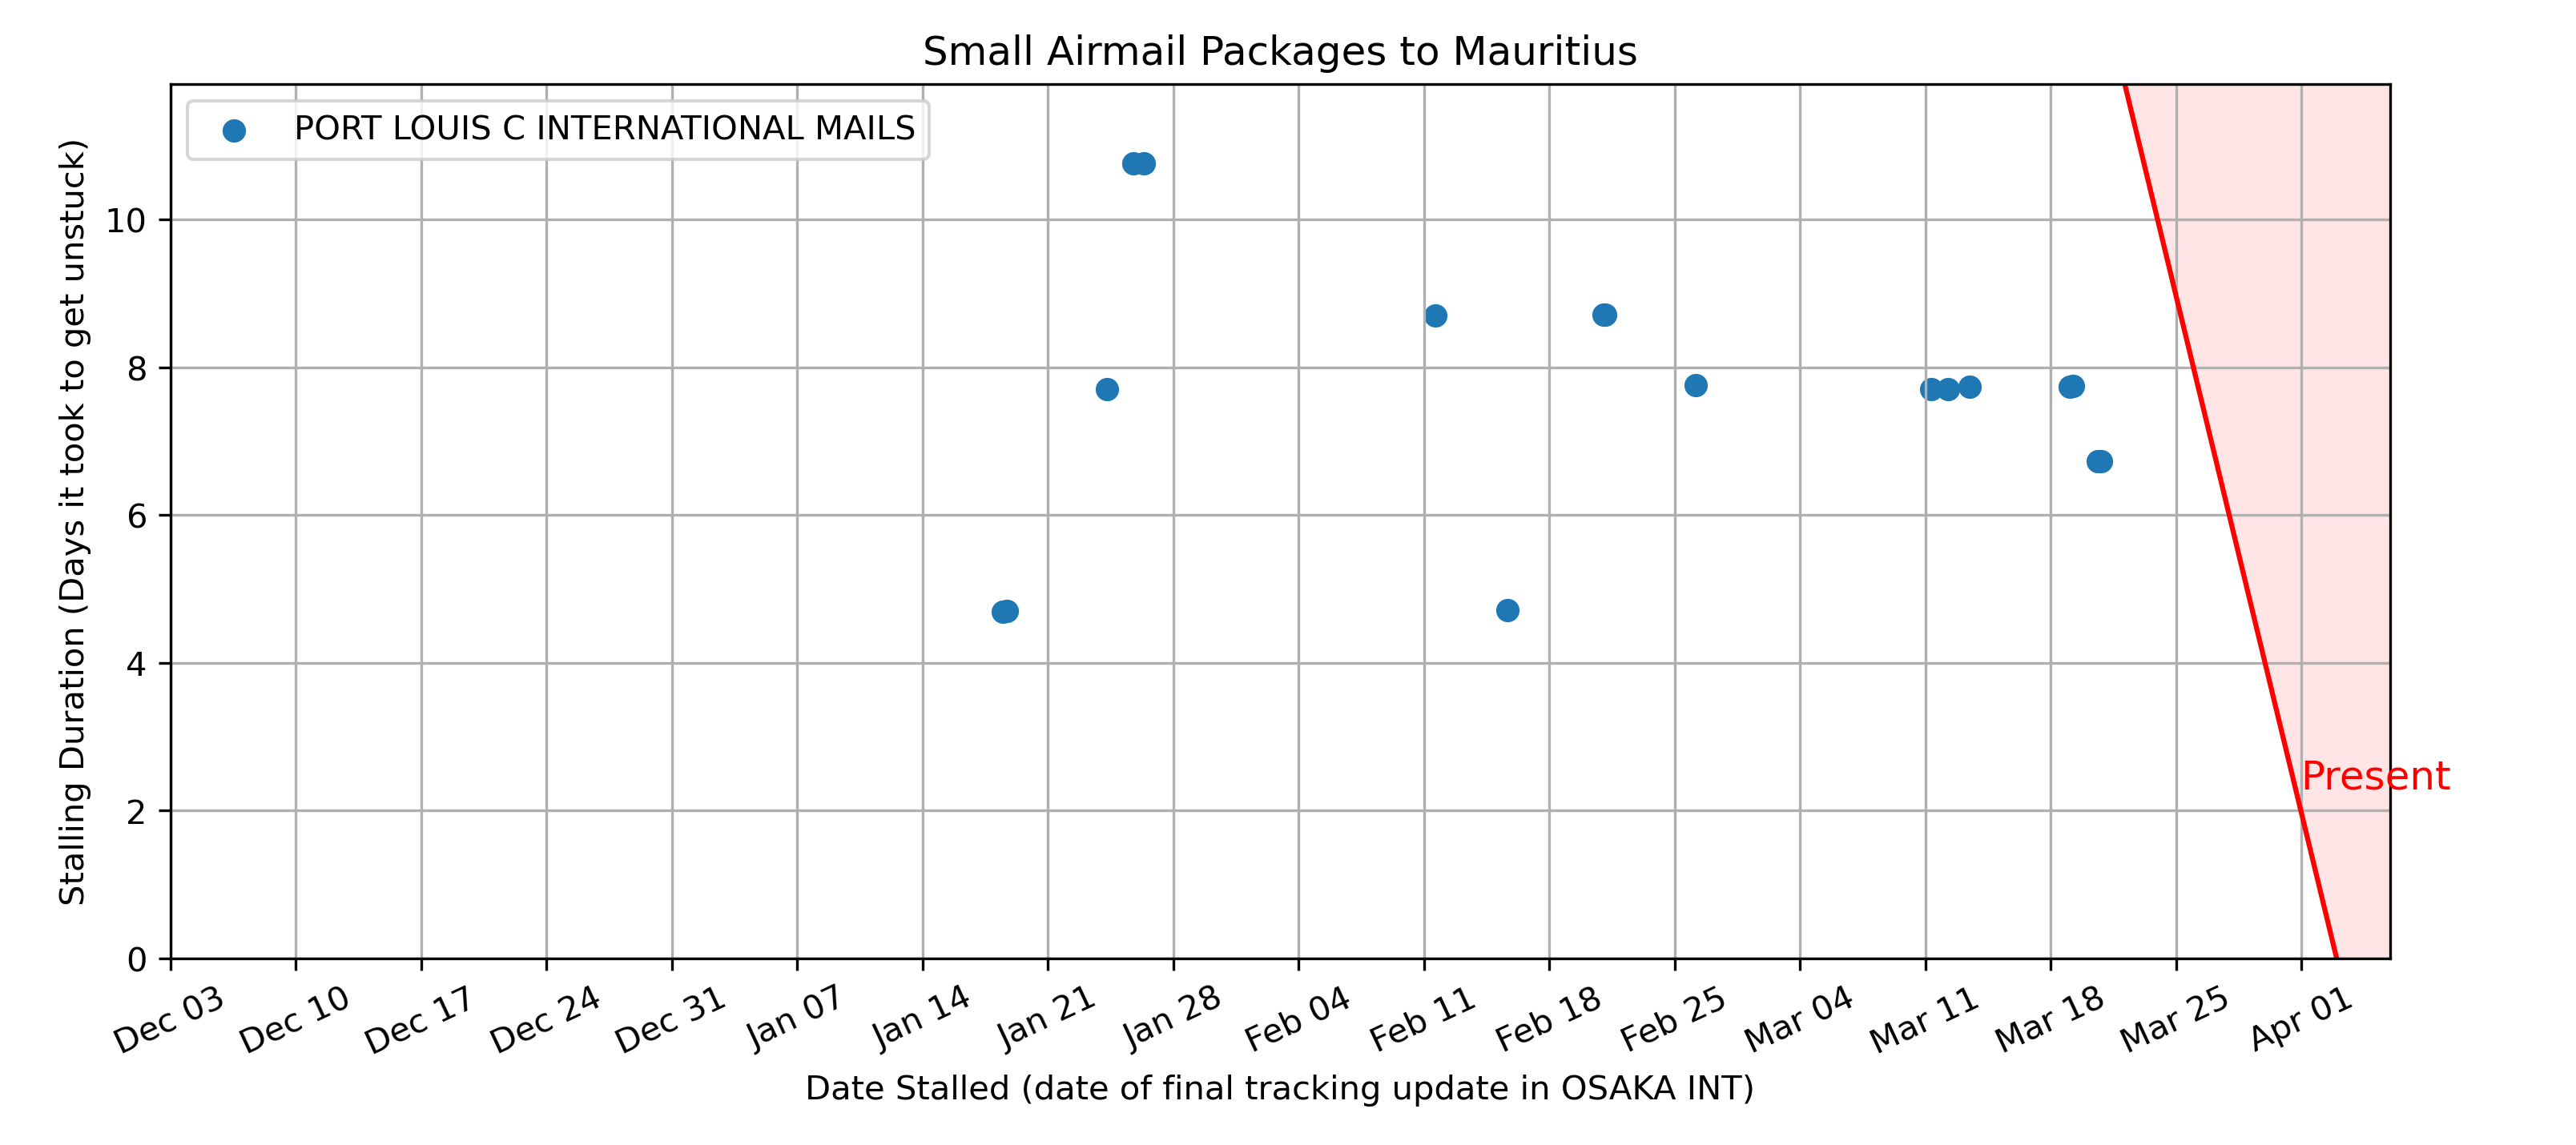 Small Airmail Packages to Mauritius
PORT LOUIS C INTERNATIONAL MAILS
Stalling Duration (Days it took to get unstuck)
10
8
6
4
2
0
Present
Dec 03
Dec 10
Dec 17
Dec 24
Dec 31
Jan 07
Jan 14
Jan 21
Jan 28
Feb 04
Feb 11
Feb 18
Feb 25
Mar 04
Mar 11
Mar 18
Mar 25
Apr 01
Date Stalled (date of final tracking update in OSAKA INT)